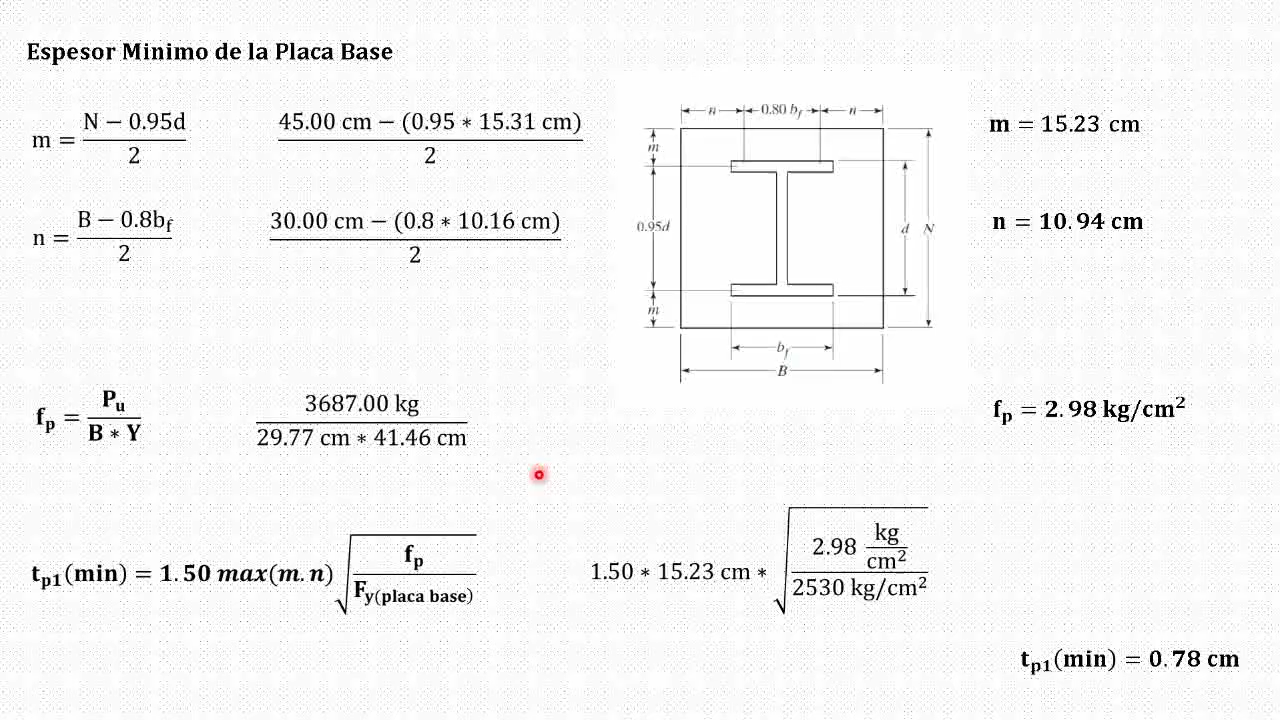 Espesor Minimo de la Placa Base
m = (N − 0.95d) / 2
(45.00 cm − (0.95 ∗ 15.31 cm)) / 2
m = 15.23 cm
n = (B − 0.8b_f) / 2
(30.00 cm − (0.8 ∗ 10.16 cm)) / 2
n = 10.94 cm
n 0.80 b_f n
m
0.95d
d N
m
b_f
B
f_p = P_u / (B ∗ Y)
3687.00 kg / (29.77 cm ∗ 41.46 cm)
f_p = 2.98 kg/cm²
t_p1(min) = 1.50 max(m.n) √(f_p / F_y(placa base))
1.50 ∗ 15.23 cm ∗ √(2.98 kg/cm² / 2530 kg/cm²)
t_p1(min) = 0.78 cm